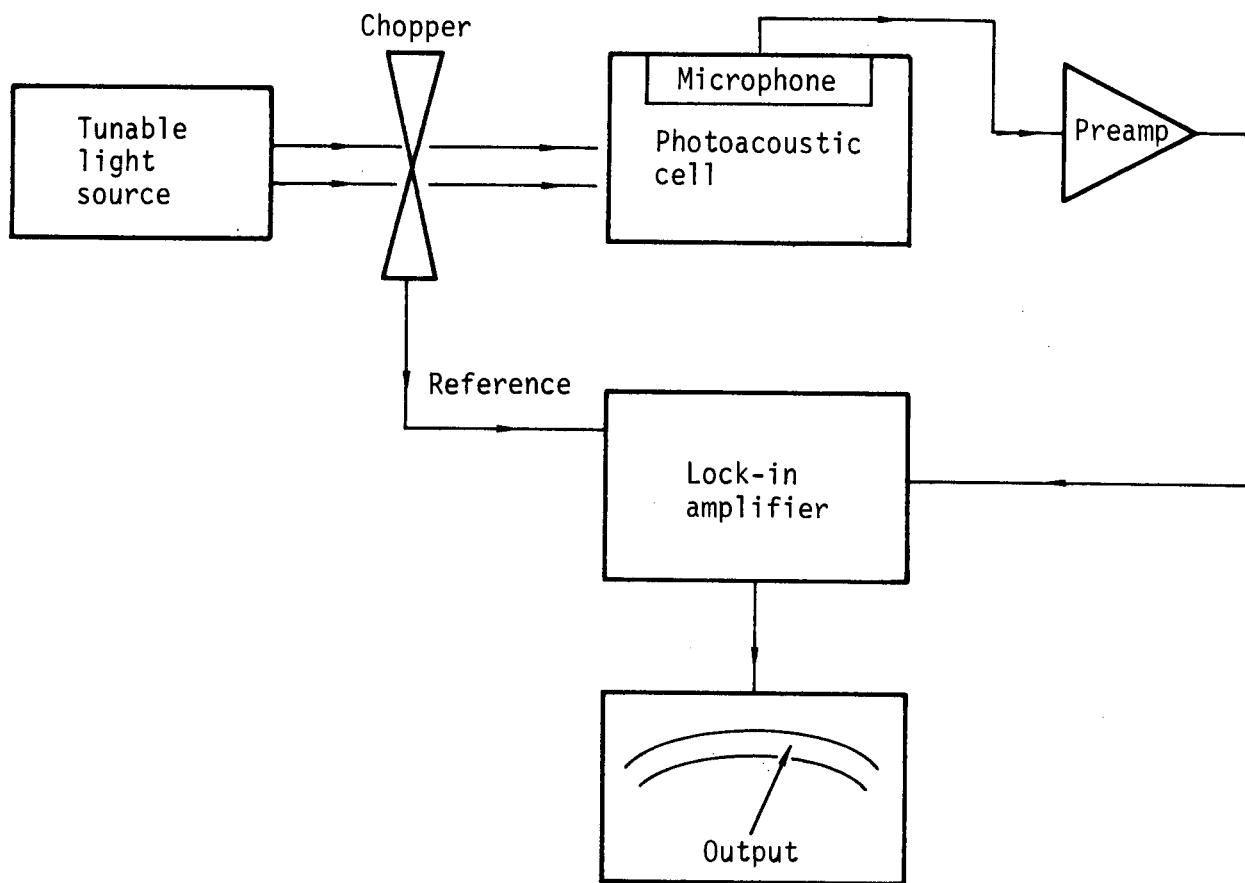 Chopper
Tunable
light
source
Microphone
Photoacoustic
cell
Preamp
Reference
Lock-in
amplifier
Output